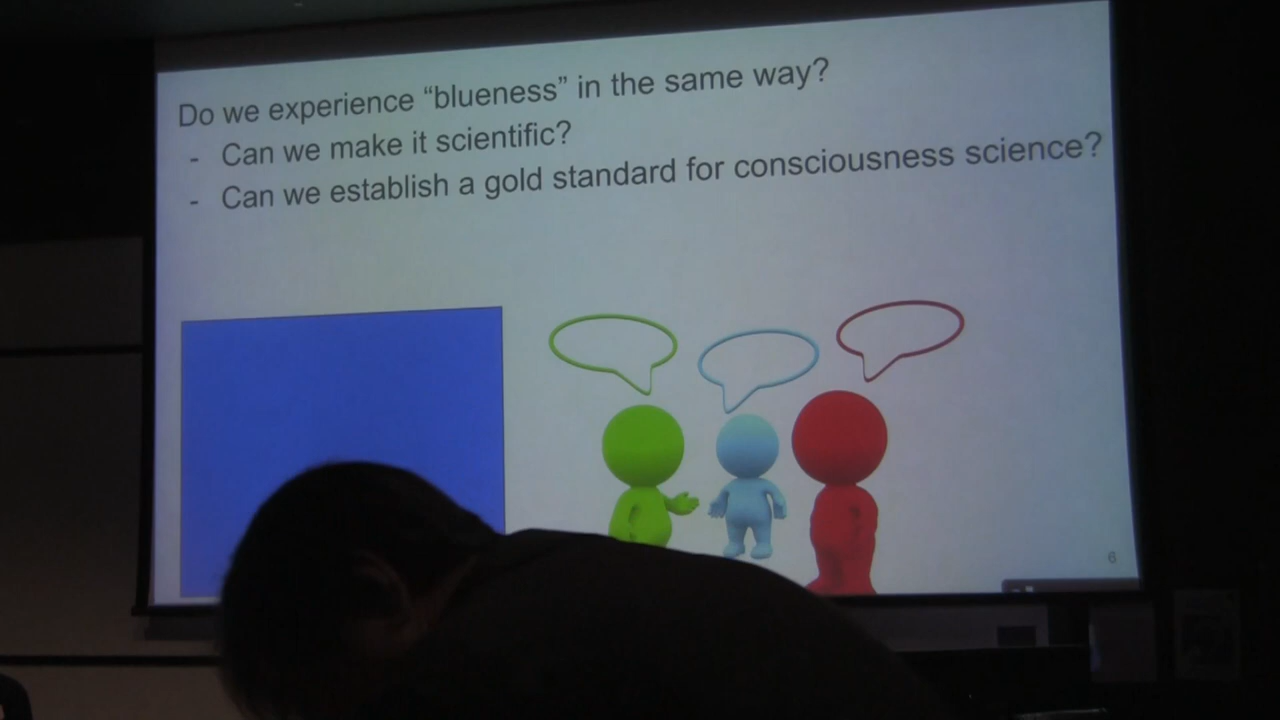 Do we experience “blueness” in the same way?
- Can we make it scientific?
- Can we establish a gold standard for consciousness science?
6